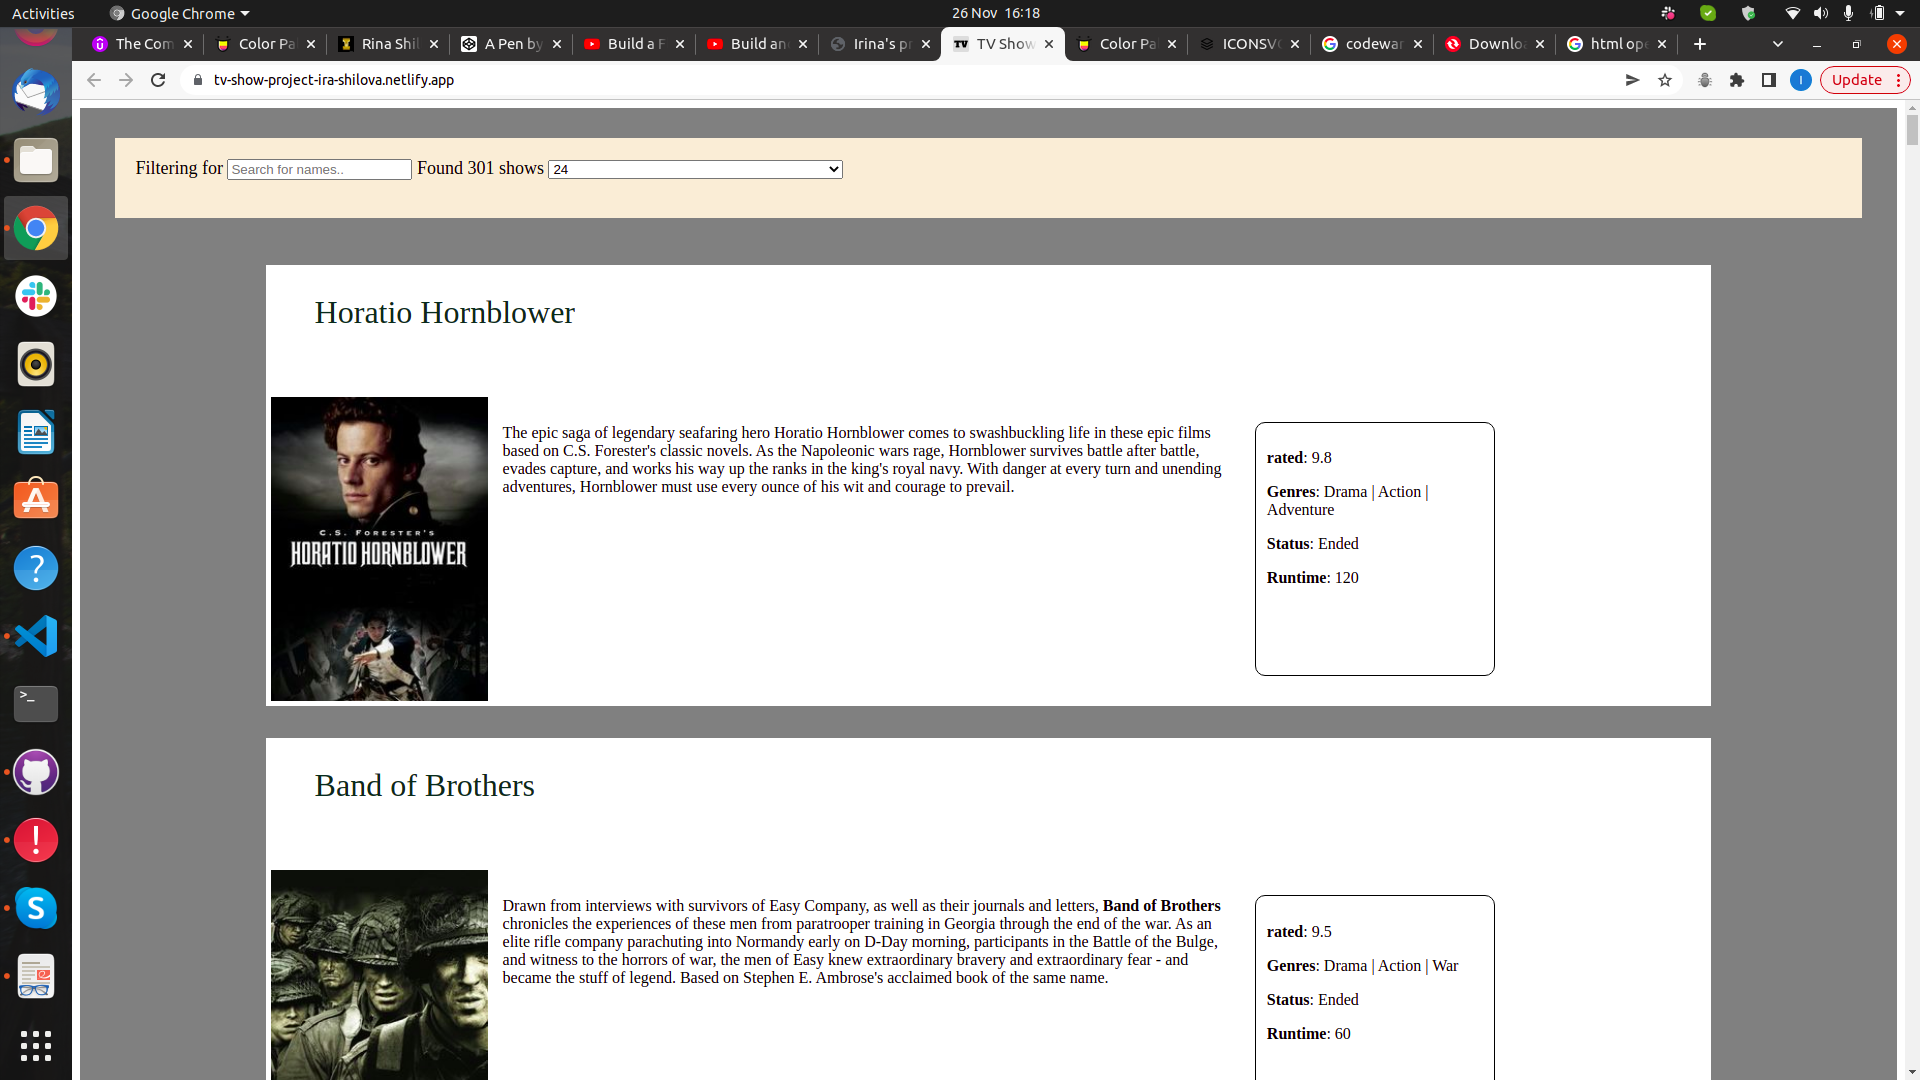 Activities
Google Chrome
26 Nov 16:18
The Com
Color Pa
Rina Shil
A Pen by
Build a F
Build an
Irina's p
TV Show
Color Pa
ICONSV
codewar
Downlo
html ope
tv-show-project-ira-shilova.netlify.app
I
Update
Filtering for Search for names.. Found 301 shows 24
Horatio Hornblower
C.S. FORESTER'S
HORATIO HORNBLOWER
The epic saga of legendary seafaring hero Horatio Hornblower comes to swashbuckling life in these epic films
based on C.S. Forester's classic novels. As the Napoleonic wars rage, Hornblower survives battle after battle,
evades capture, and works his way up the ranks in the king's royal navy. With danger at every turn and unending
adventures, Hornblower must use every ounce of his wit and courage to prevail.
rated: 9.8
Genres: Drama | Action |
Adventure
Status: Ended
Runtime: 120
Band of Brothers
Drawn from interviews with survivors of Easy Company, as well as their journals and letters, Band of Brothers
chronicles the experiences of these men from paratrooper training in Georgia through the end of the war. As an
elite rifle company parachuting into Normandy early on D-Day morning, participants in the Battle of the Bulge,
and witness to the horrors of war, the men of Easy knew extraordinary bravery and extraordinary fear - and
became the stuff of legend. Based on Stephen E. Ambrose's acclaimed book of the same name.
rated: 9.5
Genres: Drama | Action | War
Status: Ended
Runtime: 60